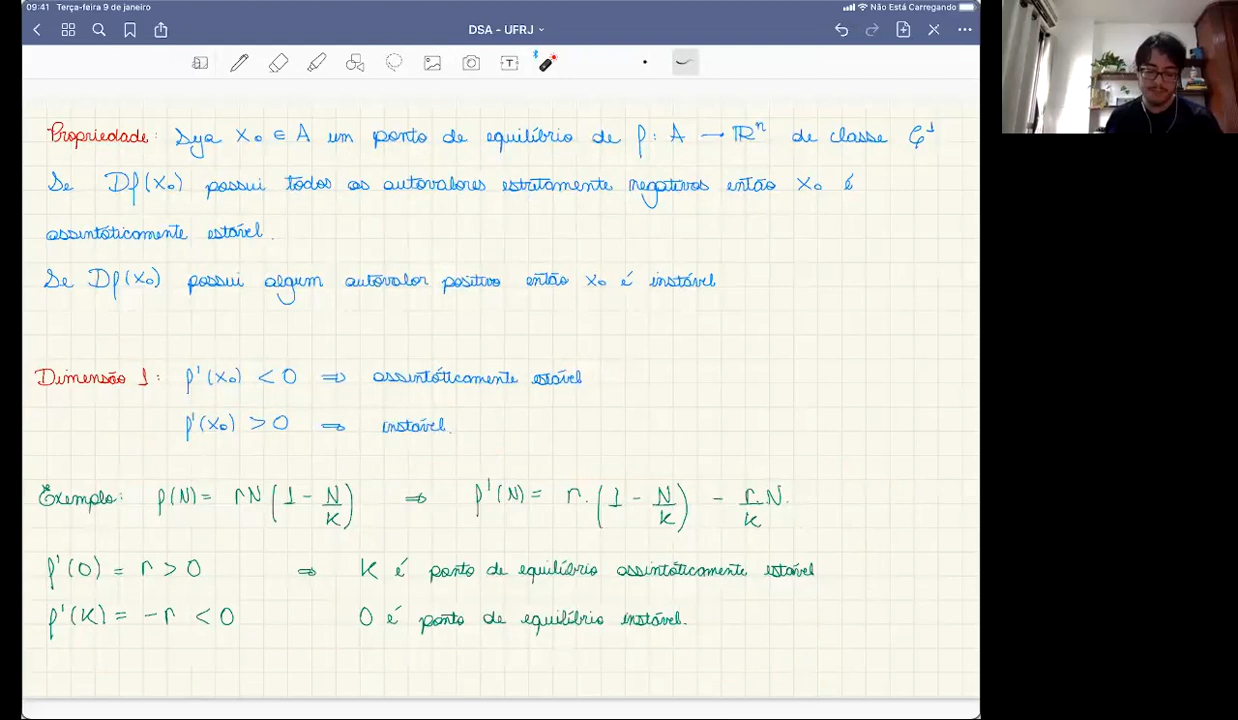 09:41 Terça-feira 9 de janeiro
Não Está Carregando
DSA - UFRJ
Propriedade: Seja X₀ ∈ A um ponto de equilíbrio de f: A → ℝⁿ de classe C¹
Se Df(X₀) possui todos os autovalores estritamente negativos então X₀ é
assintóticamente estável.
Se Df(X₀) possui algum autovalor positivo então X₀ é instável
Dimensão 1: f'(X₀) < 0 ⇒ assintóticamente estável
f'(X₀) > 0 ⇒ instável.
Exemplo: f(N) = rN(1 - N/K) ⇒ f'(N) = r.(1 - N/K) - r/K N.
f'(0) = r > 0 ⇒ K é ponto de equilíbrio assintóticamente estável
f'(K) = -r < 0 0 é ponto de equilíbrio instável.